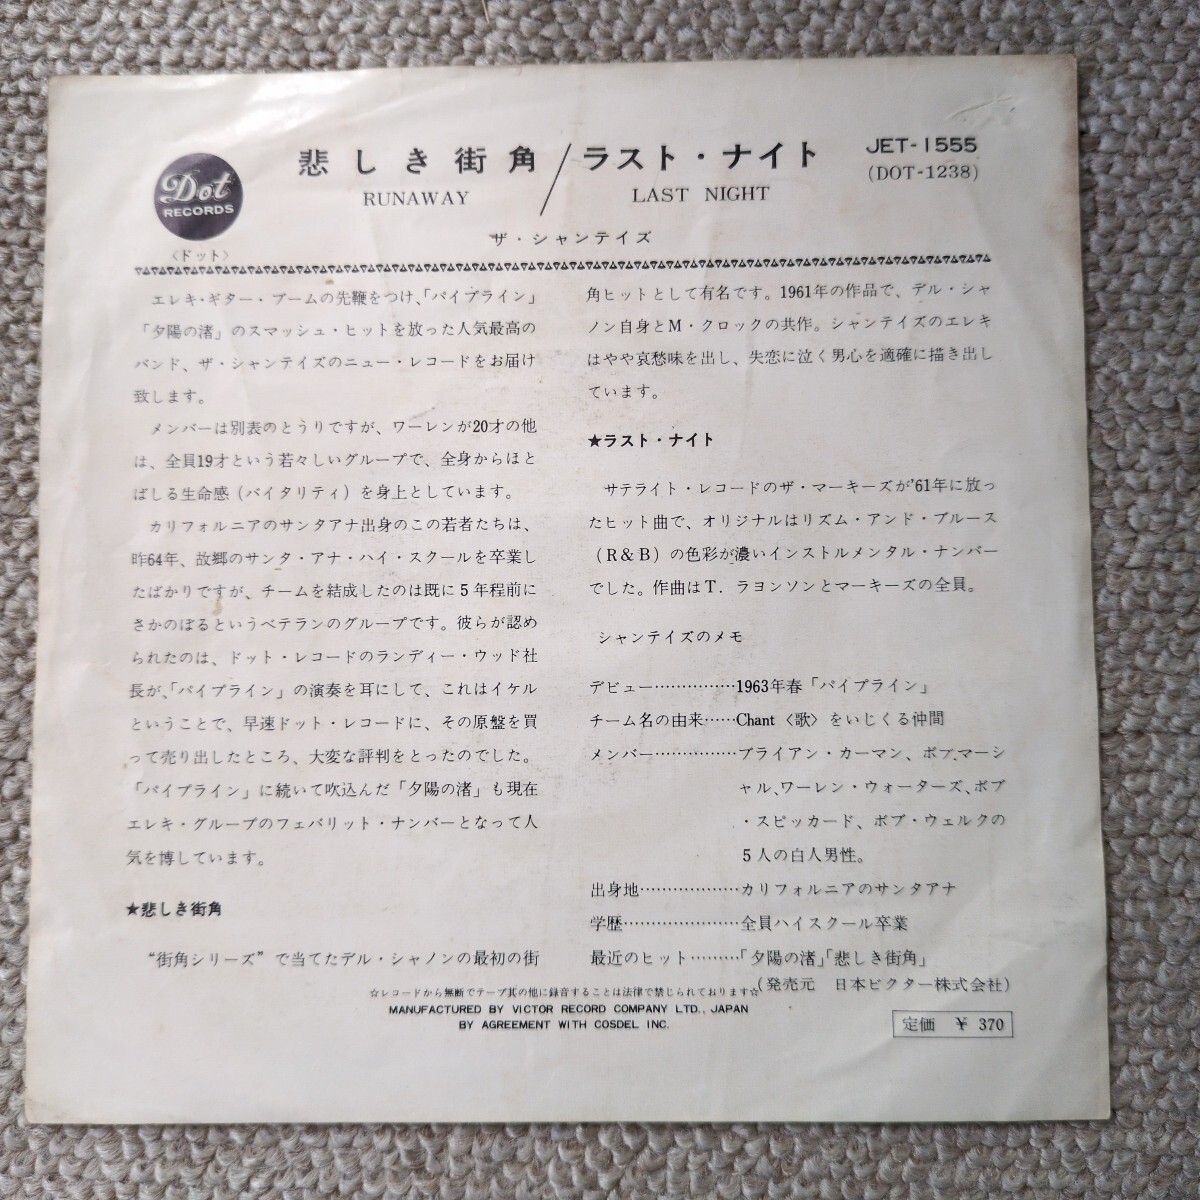 Dot
RECORDS
〈ドット〉
悲しき街角／ラスト・ナイト
RUNAWAY
LAST NIGHT
JET-1555
(DOT-1238)
ザ・シャンテイズ
エレキ・ギター・ブームの先鞭をつけ、「パイプライン」
「夕陽の渚」のスマッシュ・ヒットを放った人気最高の
バンド、ザ・シャンテイズのニュー・レコードをお届け
致します。
メンバーは別表のとうりですが、ワーレンが20才の他
は、全員19才という若々しいグループで、全身からほと
ばしる生命感（バイタリティ）を身上としています。
カリフォルニアのサンタアナ出身のこの若者たちは、
昨64年、故郷のサンタ・アナ・ハイ・スクールを卒業し
たばかりですが、チームを結成したのは既に5年程前に
さかのぼるというベテランのグループです。彼らが認め
られたのは、ドット・レコードのランディー・ウッド社
長が、「パイプライン」の演奏を耳にして、これはイケル
ということで、早速ドット・レコードに、その原盤を買
って売り出したところ、大変な評判をとったのでした。
「パイプライン」に続いて吹込んだ「夕陽の渚」も現在
エレキ・グループのフェバリット・ナンバーとなって人
気を博しています。
★悲しき街角
“街角シリーズ”で当てたデル・シャノンの最初の街
角ヒットとして有名です。1961年の作品で、デル・シャ
ノン自身とM・クロックの共作。シャンテイズのエレキ
はやや哀愁味を出し、失恋に泣く男心を適確に描き出し
ています。
★ラスト・ナイト
サテライト・レコードのザ・マーキーズが'61年に放っ
たヒット曲で、オリジナルはリズム・アンド・ブルース
（R＆B）の色彩が濃いインストルメンタル・ナンバー
でした。作曲はT．ラヨンソンとマーキーズの全員。
シャンテイズのメモ
デビュー……………1963年春「パイプライン」
チーム名の由来……Chant〈歌〉をいじくる仲間
メンバー……………ブライアン・カーマン、ボブ・マーシ
ャル、ワーレン・ウォーターズ、ボブ
・スピッカード、ボブ・ウェルクの
5人の白人男性。
出身地………………カリフォルニアのサンタアナ
学歴…………………全員ハイスクール卒業
最近のヒット………「夕陽の渚」「悲しき街角」
（発売元 日本ビクター株式会社）
☆レコードから無断でテープ其の他に録音することは法律で禁じられております☆
MANUFACTURED BY VICTOR RECORD COMPANY LTD., JAPAN
BY AGREEMENT WITH COSDEL INC.
定価 ￥ 370